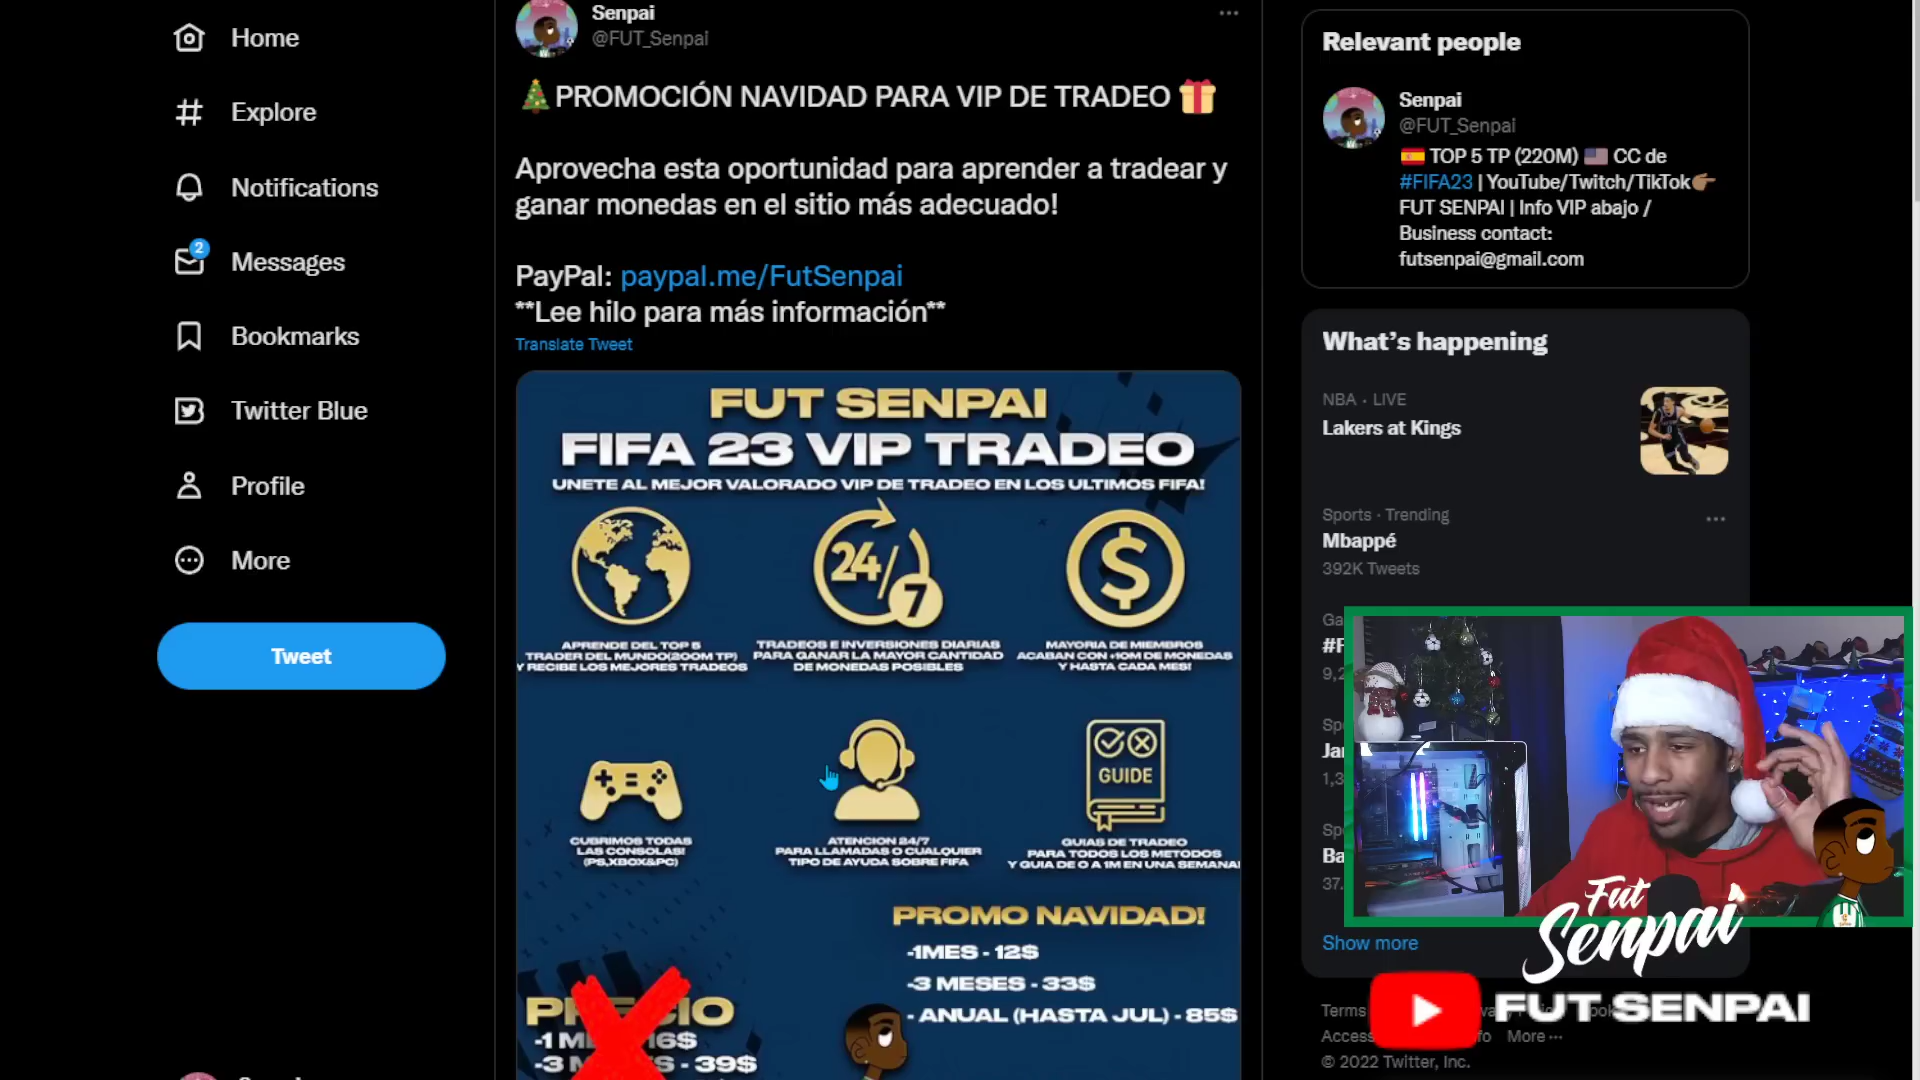 Home
Explore
Notifications
2
Messages
Bookmarks
Twitter Blue
Profile
More
Tweet
Senpai
@FUT_Senpai
PROMOCIÓN NAVIDAD PARA VIP DE TRADEO
Aprovecha esta oportunidad para aprender a tradear y
ganar monedas en el sitio más adecuado!
PayPal: paypal.me/FutSenpai
**Lee hilo para más información**
Translate Tweet
FUT SENPAI
FIFA 23 VIP TRADEO
UNETE AL MEJOR VALORADO VIP DE TRADEO EN LOS ULTIMOS FIFA!
24/7
$
APRENDE DEL TOP 5
TRADER DEL MUNDO(200M TP)
Y RECIBE LOS MEJORES TRADEOS
TRADEOS E INVERSIONES DIARIAS
PARA GANAR LA MAYOR CANTIDAD
DE MONEDAS POSIBLES
MAYORIA DE MIEMBROS
ACABAN CON +10M DE MONEDAS
Y HASTA CADA MES!
GUIDE
CUBRIMOS TODAS
LAS CONSOLAS!
(PS,XBOX&PC)
ATENCION 24/7
PARA LLAMADAS O CUALQUIER
TIPO DE AYUDA SOBRE FIFA
GUIAS DE TRADEO
PARA TODOS LOS METODOS
Y GUIA DE 0 A 1M EN UNA SEMANA!
PROMO NAVIDAD!
-1MES - 12$
-3 MESES - 33$
- ANUAL (HASTA JUL) - 85$
-3
39$
Relevant people
Senpai
@FUT_Senpai
TOP 5 TP (220M) CC de
#FIFA23 | YouTube/Twitch/TikTok
FUT SENPAI | Info VIP abajo /
Business contact:
futsenpai@gmail.com
What's happening
NBA · LIVE
Lakers at Kings
Sports · Trending
Mbappé
392K Tweets
Show more
Fut
Senpai
FUT SENPAI
Terms
More ···
© 2022 Twitter, Inc.